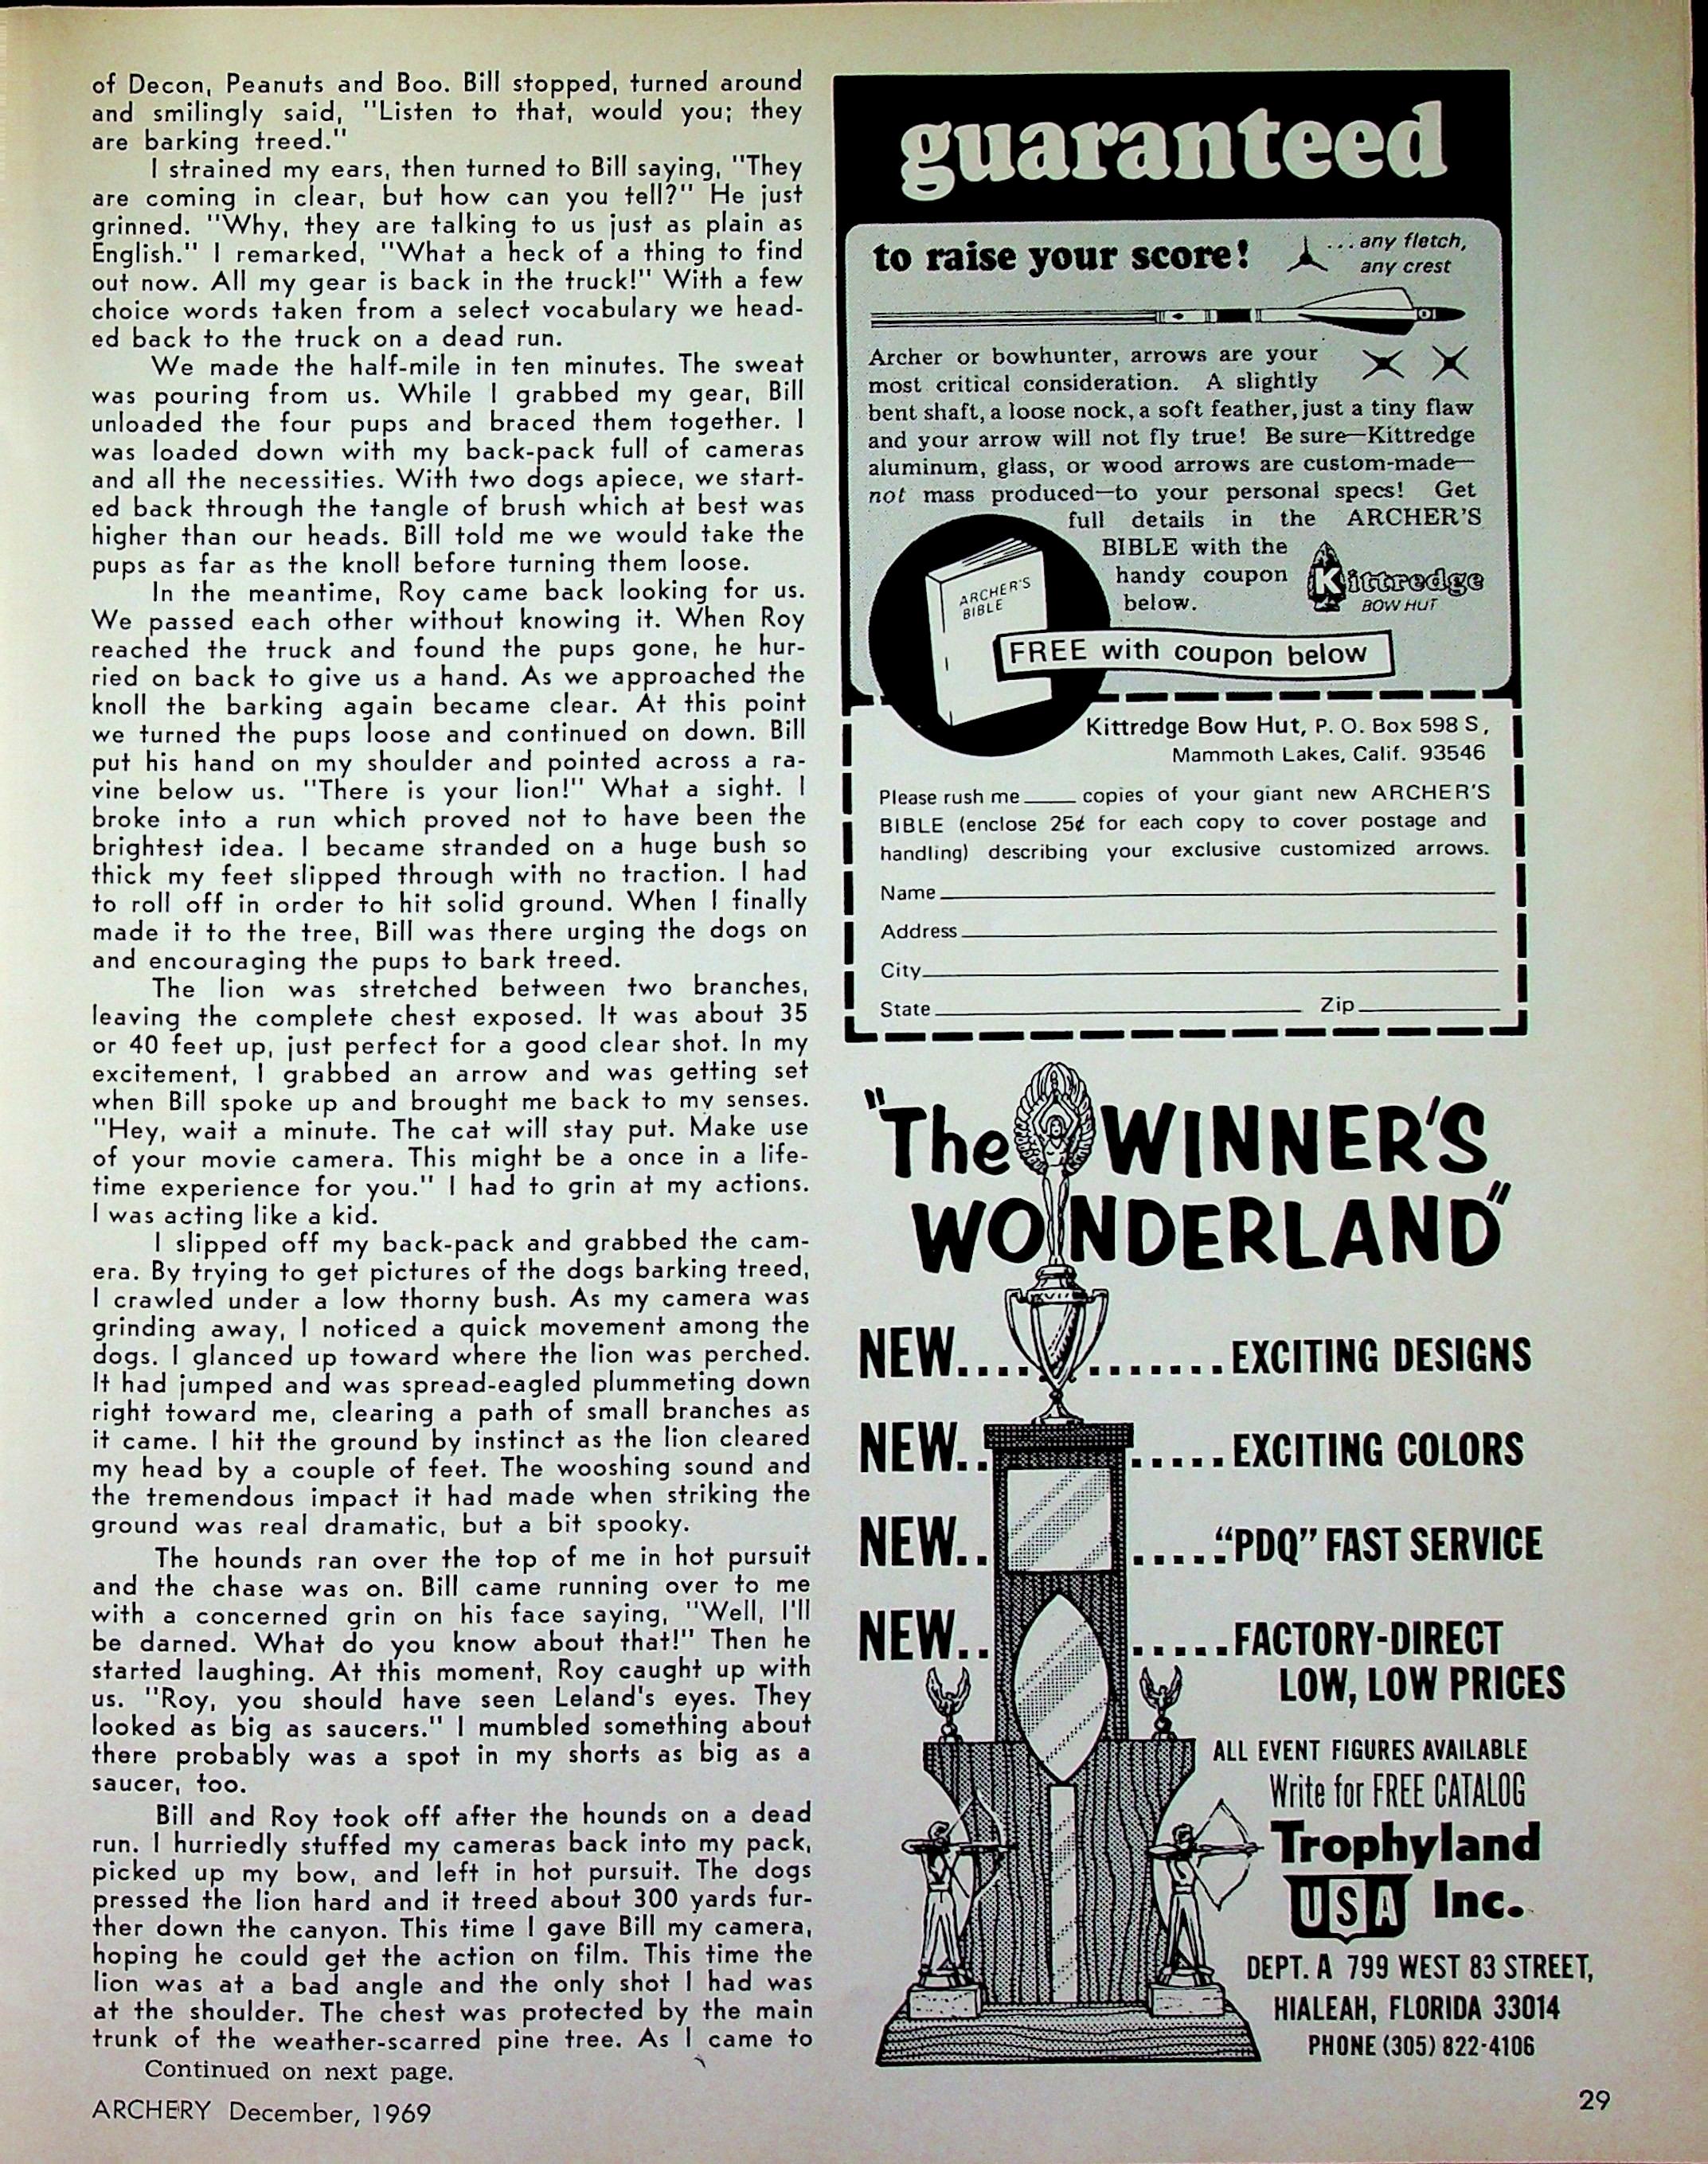 of Decon, Peanuts and Boo. Bill stopped, turned around
and smilingly said, "Listen to that, would you; they
are barking treed."
I strained my ears, then turned to Bill saying, "They
are coming in clear, but how can you tell?" He just
grinned. "Why, they are talking to us just as plain as
English." I remarked, "What a heck of a thing to find
out now. All my gear is back in the truck!" With a few
choice words taken from a select vocabulary we head-
ed back to the truck on a dead run.
We made the half-mile in ten minutes. The sweat
was pouring from us. While I grabbed my gear, Bill
unloaded the four pups and braced them together. I
was loaded down with my back-pack full of cameras
and all the necessities. With two dogs apiece, we start-
ed back through the tangle of brush which at best was
higher than our heads. Bill told me we would take the
pups as far as the knoll before turning them loose.
In the meantime, Roy came back looking for us.
We passed each other without knowing it. When Roy
reached the truck and found the pups gone, he hur-
ried on back to give us a hand. As we approached the
knoll the barking again became clear. At this point
we turned the pups loose and continued on down. Bill
put his hand on my shoulder and pointed across a ra-
vine below us. "There is your lion!" What a sight. I
broke into a run which proved not to have been the
brightest idea. I became stranded on a huge bush so
thick my feet slipped through with no traction. I had
to roll off in order to hit solid ground. When I finally
made it to the tree, Bill was there urging the dogs on
and encouraging the pups to bark treed.
The lion was stretched between two branches,
leaving the complete chest exposed. It was about 35
or 40 feet up, just perfect for a good clear shot. In my
excitement, I grabbed an arrow and was getting set
when Bill spoke up and brought me back to my senses.
"Hey, wait a minute. The cat will stay put. Make use
of your movie camera. This might be a once in a life-
time experience for you." I had to grin at my actions.
I was acting like a kid.
I slipped off my back-pack and grabbed the cam-
era. By trying to get pictures of the dogs barking treed,
I crawled under a low thorny bush. As my camera was
grinding away, I noticed a quick movement among the
dogs. I glanced up toward where the lion was perched.
It had jumped and was spread-eagled plummeting down
right toward me, clearing a path of small branches as
it came. I hit the ground by instinct as the lion cleared
my head by a couple of feet. The wooshing sound and
the tremendous impact it had made when striking the
ground was real dramatic, but a bit spooky.
The hounds ran over the top of me in hot pursuit
and the chase was on. Bill came running over to me
with a concerned grin on his face saying, "Well, I'll
be darned. What do you know about that!" Then he
started laughing. At this moment, Roy caught up with
us. "Roy, you should have seen Leland's eyes. They
looked as big as saucers." I mumbled something about
there probably was a spot in my shorts as big as a
saucer, too.
Bill and Roy took off after the hounds on a dead
run. I hurriedly stuffed my cameras back into my pack,
picked up my bow, and left in hot pursuit. The dogs
pressed the lion hard and it treed about 300 yards fur-
ther down the canyon. This time I gave Bill my camera,
hoping he could get the action on film. This time the
lion was at a bad angle and the only shot I had was
at the shoulder. The chest was protected by the main
trunk of the weather-scarred pine tree. As I came to
Continued on next page.
ARCHERY December, 1969
guaranteed
to raise your score!
...any fletch,
any crest
Archer or bowhunter, arrows are your
most critical consideration. A slightly
bent shaft, a loose nock, a soft feather, just a tiny flaw
and your arrow will not fly true! Be sure—Kittredge
aluminum, glass, or wood arrows are custom-made—
not mass produced—to your personal specs! Get
full details in the ARCHER'S
BIBLE with the
handy coupon
below.
Kittredge
BOW HUT
ARCHER'S
BIBLE
FREE with coupon below
Kittredge Bow Hut, P. O. Box 598 S,
Mammoth Lakes, Calif. 93546
Please rush me ____ copies of your giant new ARCHER'S
BIBLE (enclose 25¢ for each copy to cover postage and
handling) describing your exclusive customized arrows.
Name
Address
City
State Zip
"The WINNER'S
WONDERLAND"
NEW...........EXCITING DESIGNS
NEW.......EXCITING COLORS
NEW......."PDQ" FAST SERVICE
NEW.......FACTORY-DIRECT
LOW, LOW PRICES
ALL EVENT FIGURES AVAILABLE
Write for FREE CATALOG
Trophyland
USA Inc.
DEPT. A 799 WEST 83 STREET,
HIALEAH, FLORIDA 33014
PHONE (305) 822-4106
29